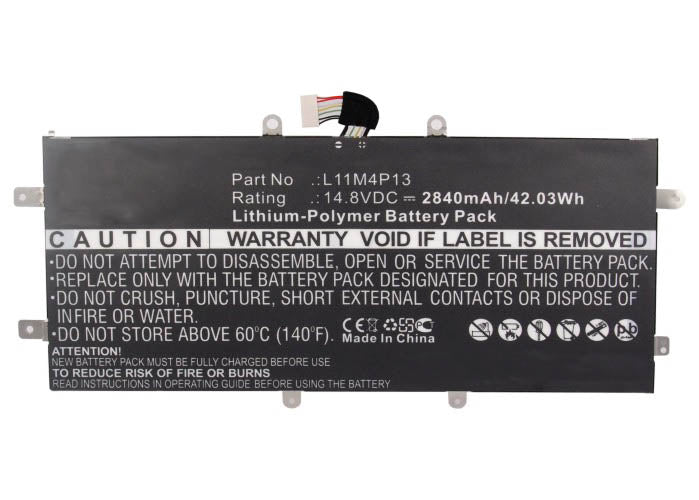 Part No .:L11M4P13
Rating .:14.8VDC ⎓ 2840mAh/42.03Wh
Lithium-Polymer Battery Pack
CAUTION WARRANTY VOID IF LABEL IS REMOVED
•DO NOT ATTEMPT TO DISASSEMBLE, OPEN OR SERVICE THE BATTERY PACK.
•REPLACE ONLY WITH THE BATTERY PACK DESIGNATED FOR THIS PRODUCT.
•DO NOT CRUSH, PUNCTURE, SHORT EXTERNAL CONTACTS OR DISPOSE OF
IN FIRE OR WATER.
•DO NOT STORE ABOVE 60°C (140°F).
MADE IN CHINA
ATTENTION!
NEW BATTERY PACK MUST BE FULLY CHARGED BEFORE USING
TO REDUCE RISK OF FIRE OR BURNS
READ INSTRUCTIONS IN OPERATING GUIDE BEFORE USING THE BATTERY